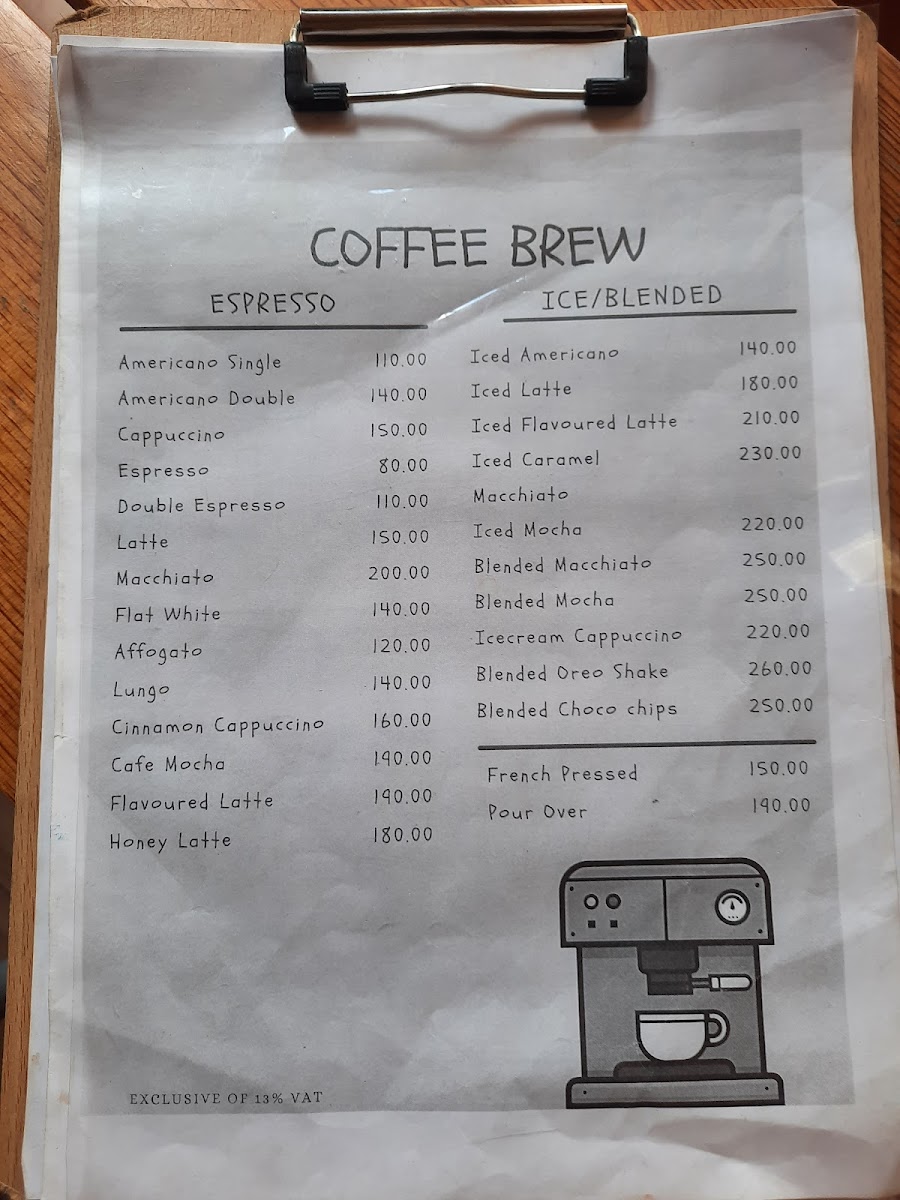 COFFEE BREW
ESPRESSO
Americano Single 110.00
Americano Double 140.00
Cappuccino 150.00
Espresso 80.00
Double Espresso 110.00
Latte 150.00
Macchiato 200.00
Flat White 140.00
Affogato 120.00
Lungo 140.00
Cinnamon Cappuccino 160.00
Cafe Mocha 190.00
Flavoured Latte 190.00
Honey Latte 180.00
ICE/BLENDED
Iced Americano 140.00
Iced Latte 180.00
Iced Flavoured Latte 210.00
Iced Caramel 230.00
Macchiato
Iced Mocha 220.00
Blended Macchiato 250.00
Blended Mocha 250.00
Icecream Cappuccino 220.00
Blended Oreo Shake 260.00
Blended Choco chips 250.00
French Pressed 150.00
Pour Over 190.00
EXCLUSIVE OF 13% VAT